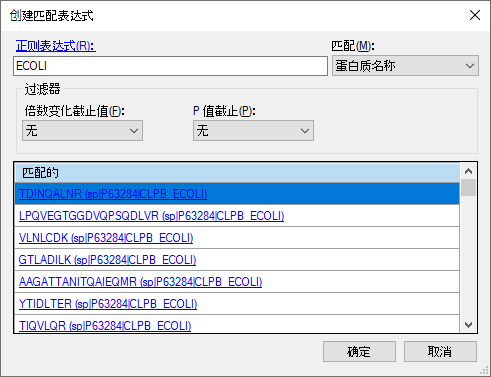 创建匹配表达式
正则表达式(R):
匹配(M):
ECOLI
蛋白质名称
过滤器
倍数变化截止值(F):
P 值截止(P):
无
无
匹配的
TDINQALNR (sp|P63284|CLPB_ECOLI)
LPQVEGTGGDVQPSQDLVR (sp|P63284|CLPB_ECOLI)
VLNLCDK (sp|P63284|CLPB_ECOLI)
GTLADILK (sp|P63284|CLPB_ECOLI)
AAGATTANITQAIEQMR (sp|P63284|CLPB_ECOLI)
YTIDLTER (sp|P63284|CLPB_ECOLI)
TIQVLQR (sp|P63284|CLPB_ECOLI)
确定
取消